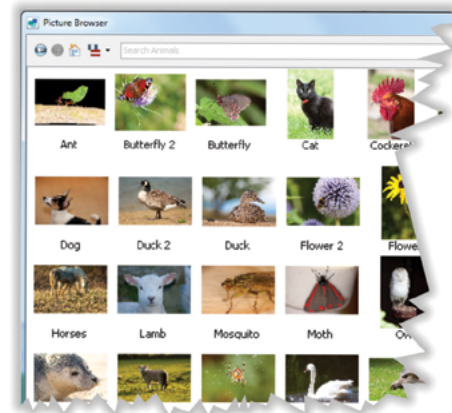 Picture Browser
Search Animals
Ant Butterfly 2 Butterfly Cat
Dog Duck 2 Duck Flower 2
Horses Lamb Mosquito Moth